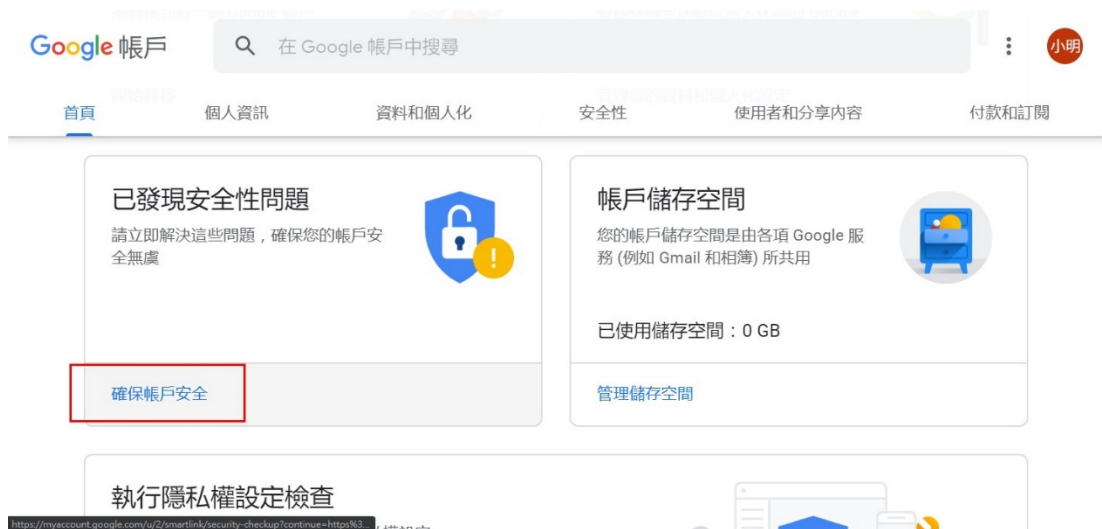 Google 帳戶
在 Google 帳戶中搜尋
小明
首頁 個人資訊 資料和個人化 安全性 使用者和分享內容 付款和訂閱
已發現安全性問題
請立即解決這些問題，確保您的帳戶安
全無虞
確保帳戶安全
帳戶儲存空間
您的帳戶儲存空間是由各項 Google 服
務 (例如 Gmail 和相簿) 所共用
已使用儲存空間：0 GB
管理儲存空間
執行隱私權設定檢查
https://myaccount.google.com/u/2/smartlink/security-checkup?continue=https%3...